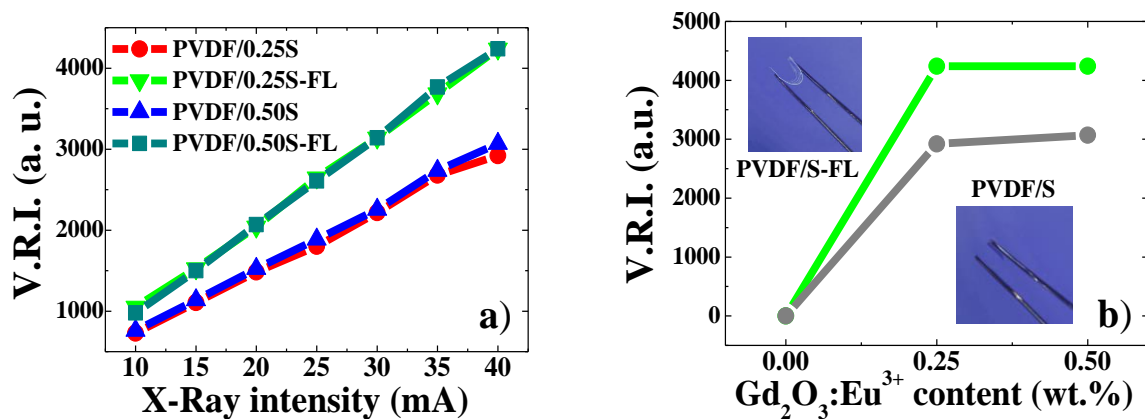 PVDF/0.25S
PVDF/0.25S-FL
PVDF/0.50S
PVDF/0.50S-FL
V.R.I. (a. u.)
4000
3000
2000
1000
10 15 20 25 30 35 40
X-Ray intensity (mA)
a)
V.R.I. (a.u.)
5000
4000
3000
2000
1000
0
PVDF/S-FL
PVDF/S
b)
0.00 0.25 0.50
Gd₂O₃:Eu³⁺ content (wt.%)